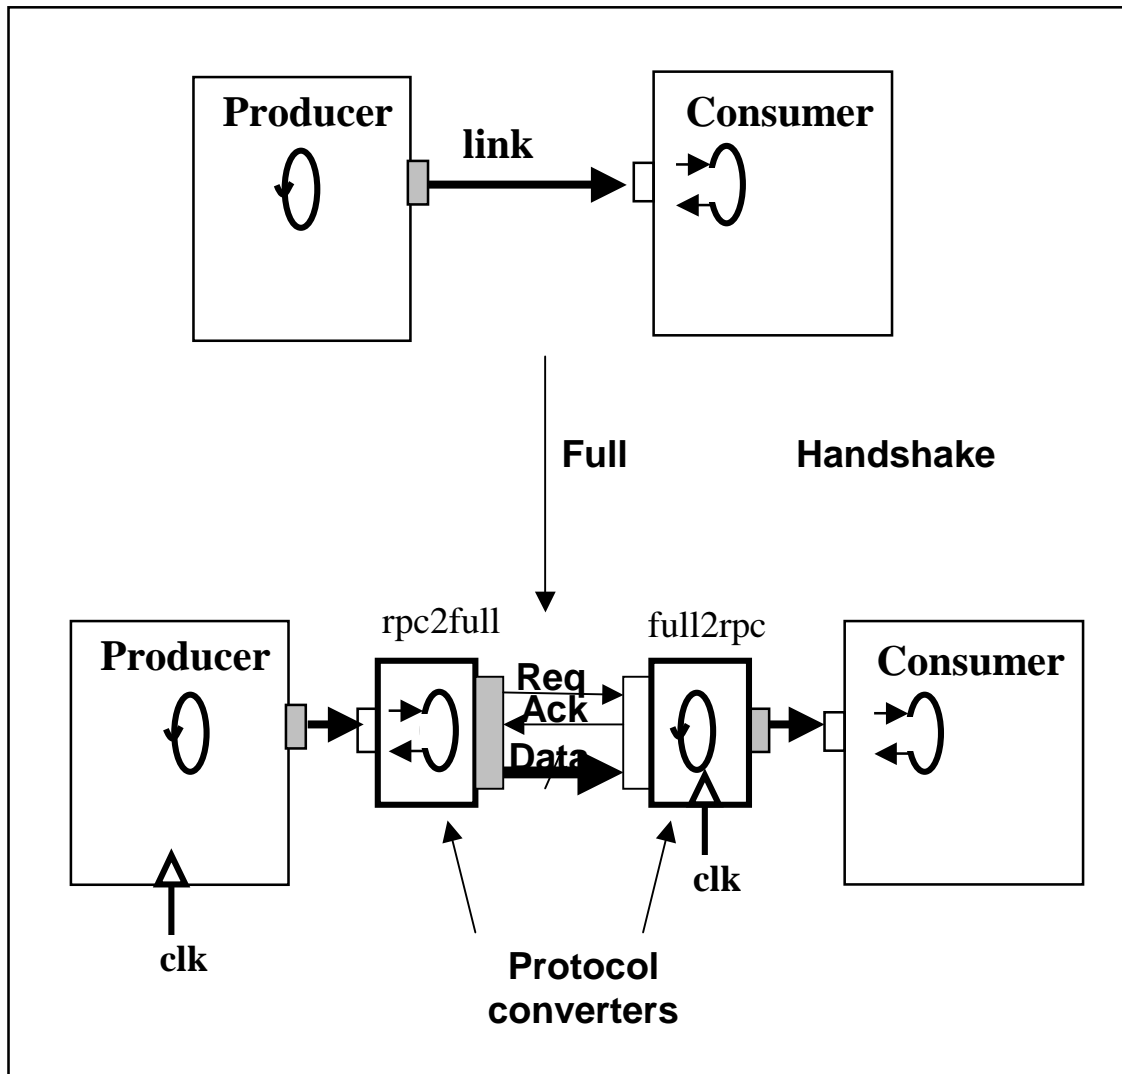 Producer
Consumer
link
Full Handshake
rpc2full
full2rpc
Producer
Consumer
Req
Ack
Data
clk
clk
Protocol
converters